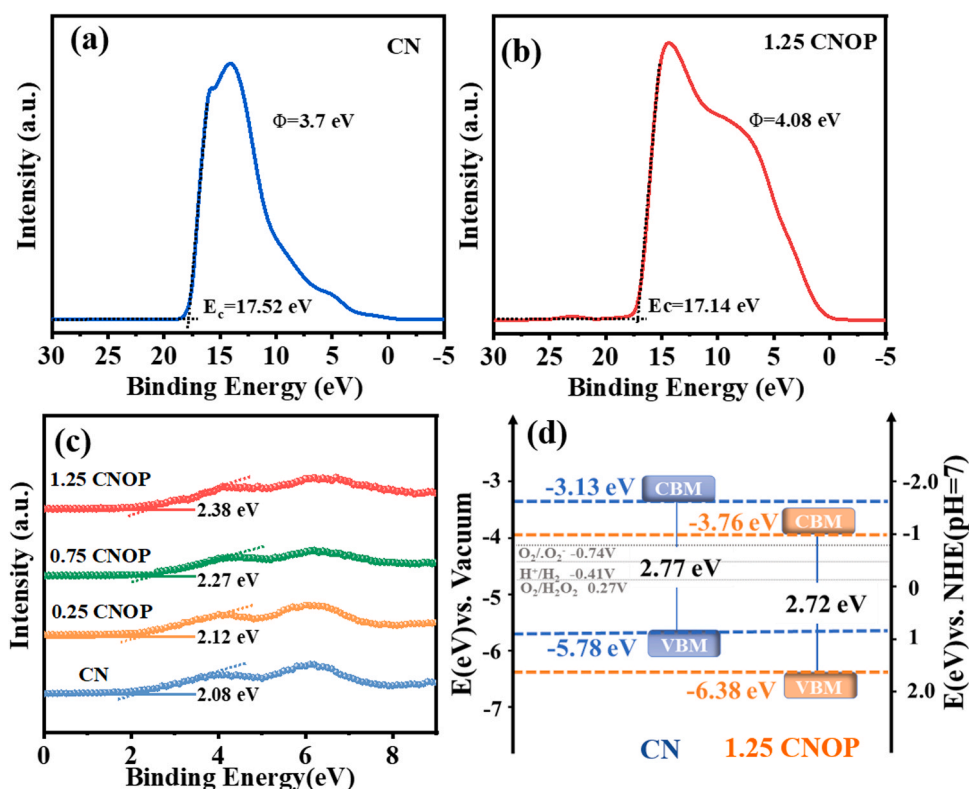 (a)
CN
Φ=3.7 eV
E_c=17.52 eV
Intensity (a.u.)
30 25 20 15 10 5 0 -5
Binding Energy (eV)
(b)
1.25 CNOP
Φ=4.08 eV
Ec=17.14 eV
Intensity (a.u.)
30 25 20 15 10 5 0 -5
Binding Energy (eV)
(c)
1.25 CNOP
2.38 eV
0.75 CNOP
2.27 eV
0.25 CNOP
2.12 eV
CN
2.08 eV
Intensity (a.u.)
0 2 4 6 8
Binding Energy(eV)
(d)
E(eV)vs. Vacuum
-3
-4
-5
-6
-7
-3.13 eV
CBM
-3.76 eV
CBM
O₂/.O₂⁻ -0.74V
H⁺/H₂ -0.41V
O₂/H₂O₂ 0.27V
2.77 eV
2.72 eV
-5.78 eV
VBM
-6.38 eV
VBM
CN
1.25 CNOP
-2.0
-1
0
1
2.0
E(eV)vs. NHE(pH=7)